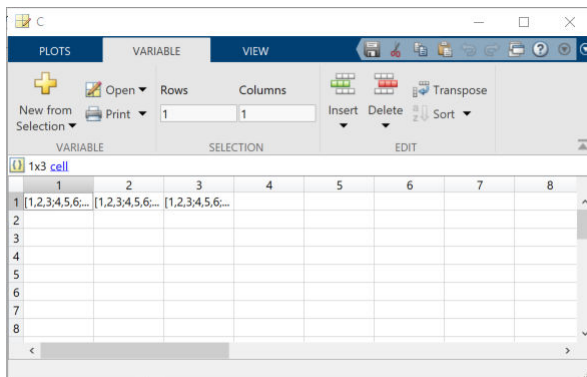 C
PLOTS VARIABLE VIEW
New from Selection
Open
Print
Rows Columns
1 1
Insert Delete
Transpose
Sort
VARIABLE SELECTION EDIT
1x3 cell
1 2 3 4 5 6 7 8
1 [1,2,3;4,5,6;... [1,2,3;4,5,6;... [1,2,3;4,5,6;...
2
3
4
5
6
7
8